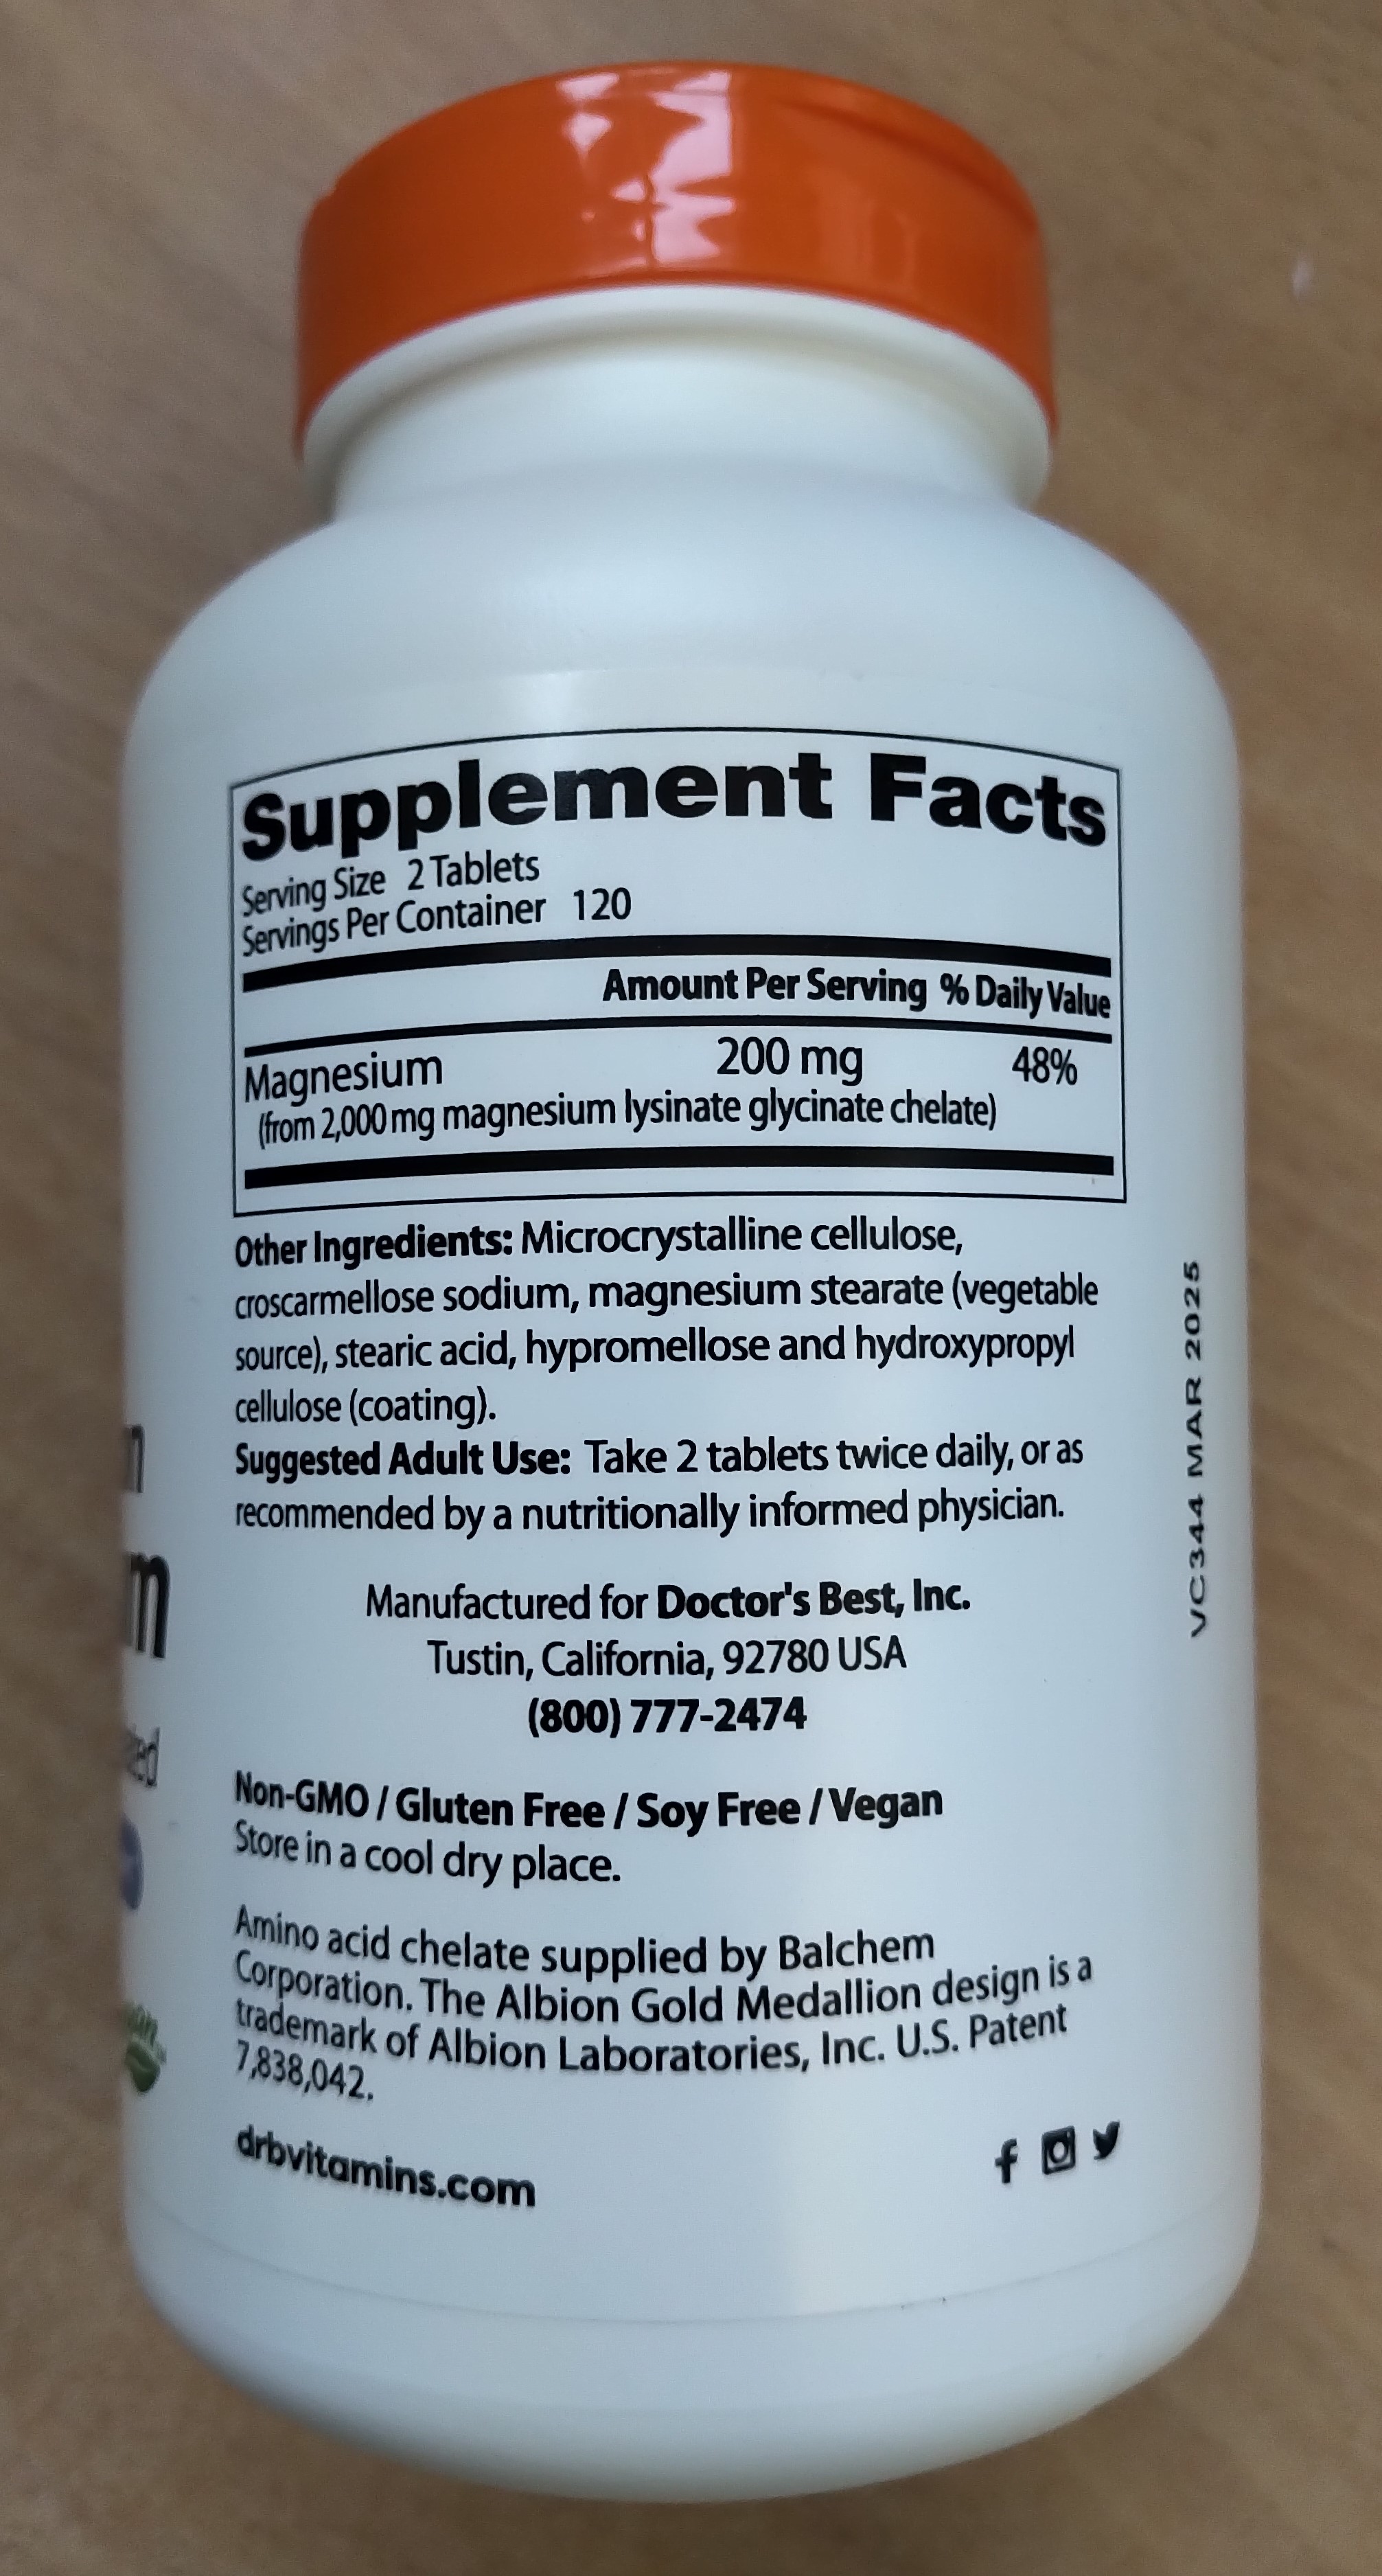 Supplement Facts
Serving Size 2 Tablets
Servings Per Container 120
Amount Per Serving % Daily Value
Magnesium 200 mg 48%
(from 2,000 mg magnesium lysinate glycinate chelate)
Other Ingredients: Microcrystalline cellulose,
croscarmellose sodium, magnesium stearate (vegetable
source), stearic acid, hypromellose and hydroxypropyl
cellulose (coating).
Suggested Adult Use: Take 2 tablets twice daily, or as
recommended by a nutritionally informed physician.
Manufactured for Doctor's Best, Inc.
Tustin, California, 92780 USA
(800) 777-2474
Non-GMO / Gluten Free / Soy Free / Vegan
Store in a cool dry place.
Amino acid chelate supplied by Balchem
Corporation. The Albion Gold Medallion design is a
trademark of Albion Laboratories, Inc. U.S. Patent
7,838,042.
drbvitamins.com
VC344 MAR 2025